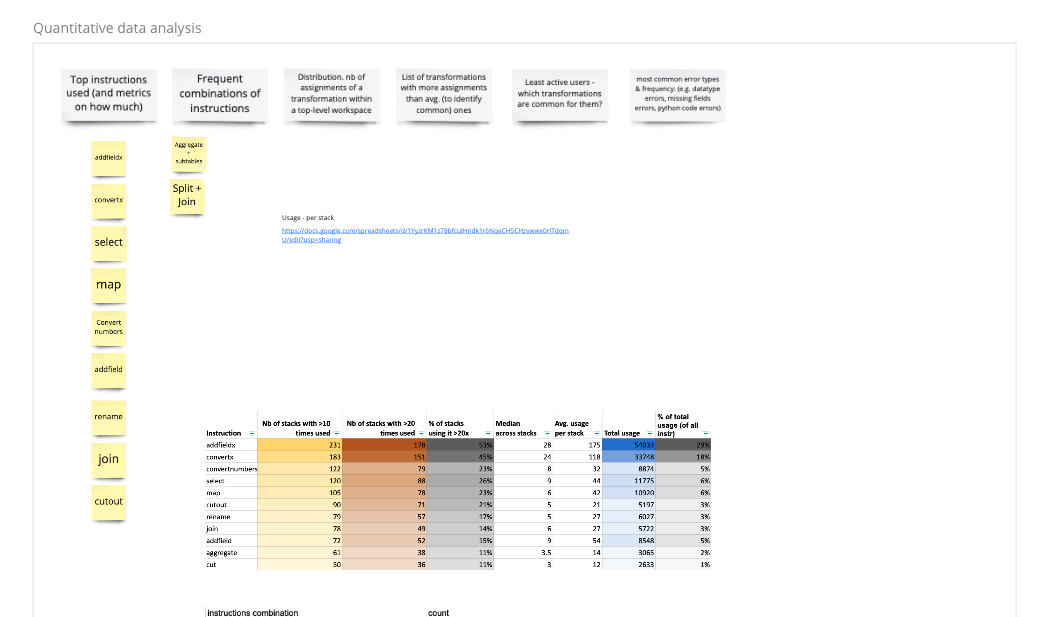 Quantitative data analysis
Top instructions
used (and metrics
on how much)
Frequent
combinations of
instructions
Distribution. nb of
assignments of a
transformation within
a top-level workspace
List of transformations
with more assignments
than avg. (to identify
common) ones
Least active users -
which transformations
are common for them?
most common error types
& frequency: (e.g. datatype
errors, missing fields
errors, python code errors)
addfieldx
convertx
select
map
Convert
numbers
addfield
rename
join
cutout
Aggregate
+
subtables
Split +
Join
Usage - per stack
Instruction
Nb of stacks with >10
times used
Nb of stacks with >20
times used
% of stacks
using it >20x
Median
across stacks
Avg. usage
per stack
Total usage
% of total
usage (of all
instr)
addfieldx 231 178 53% 28 175 54033 29%
convertx 183 151 45% 24 118 33748 18%
convertnumbers 122 79 23% 8 32 8874 5%
select 120 88 26% 9 44 11775 6%
map 105 78 23% 6 42 10920 6%
cutout 90 71 21% 5 21 5197 3%
rename 79 57 17% 5 27 6027 3%
join 78 49 14% 6 27 5722 3%
addfield 72 52 15% 9 54 8548 5%
aggregate 61 38 11% 3.5 14 3065 2%
cut 50 36 11% 3 12 2633 1%
instructions combination count